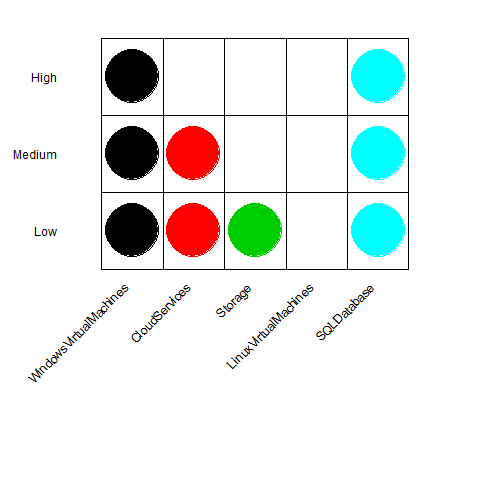 High
Medium
Low
WindowsVirtualMachines
CloudServices
Storage
LinuxVirtualMachines
SQLDatabase